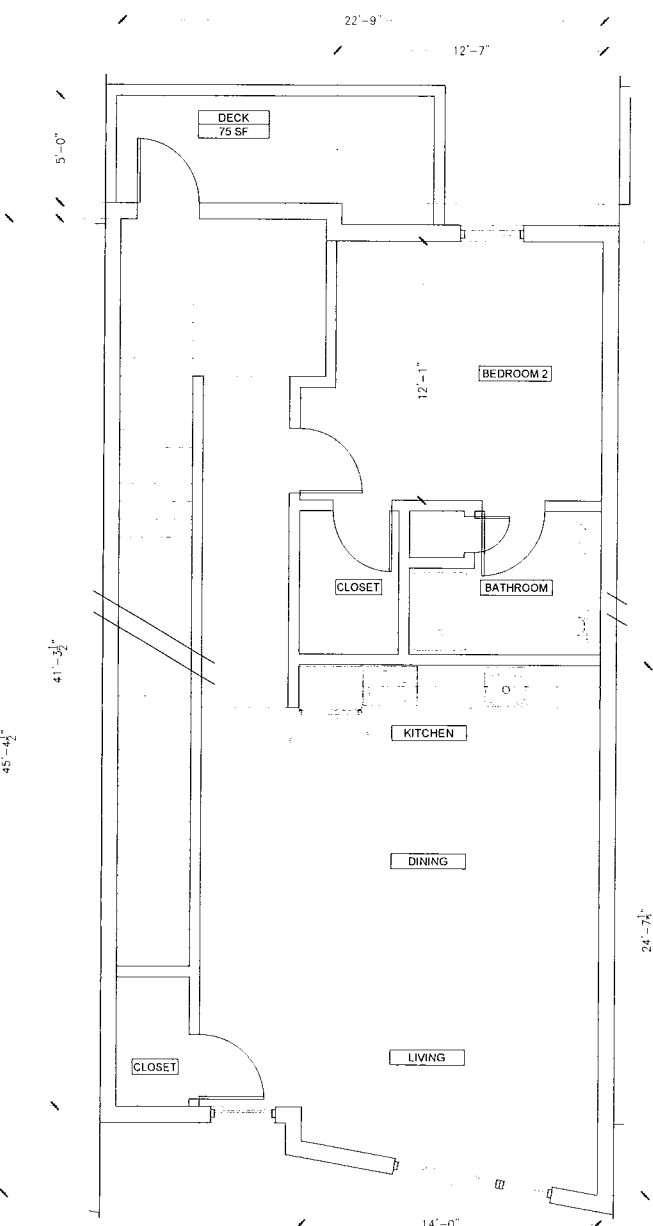 22'-9"
12'-7"
DECK
75 SF
5'-0"
12'-1"
BEDROOM 2
CLOSET
BATHROOM
41'-3½"
45'-4½"
KITCHEN
DINING
24'-7½"
LIVING
CLOSET
14'-0"